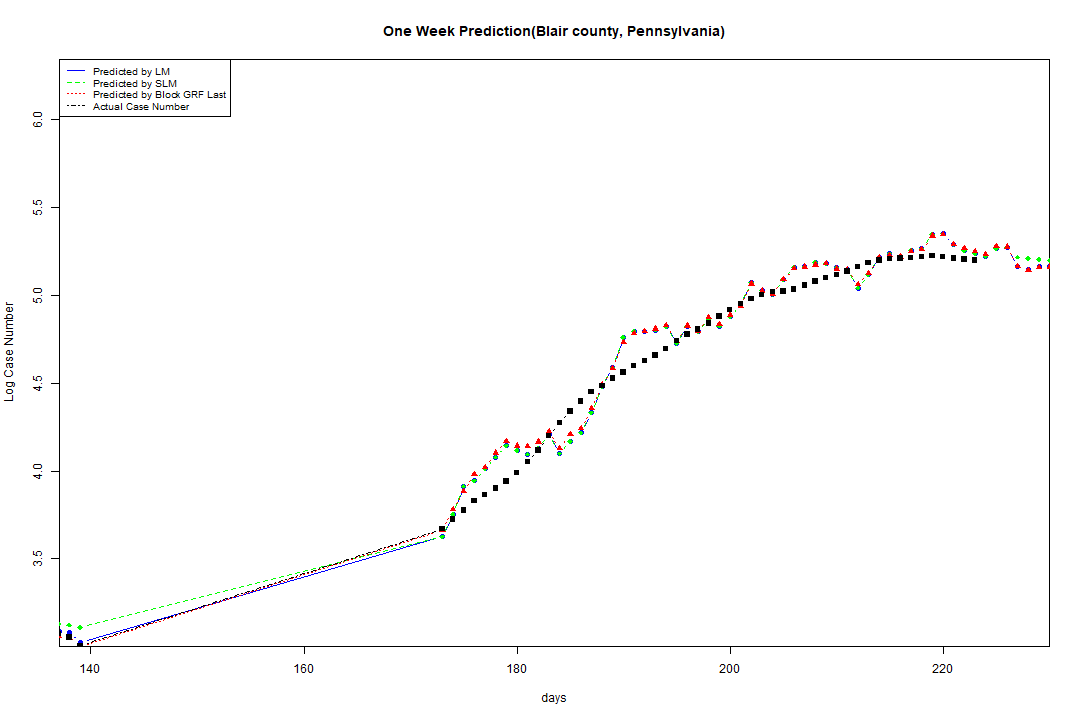 One Week Prediction(Blair county, Pennsylvania)
Predicted by LM
Predicted by SLM
Predicted by Block GRF Last
Actual Case Number
6.0
5.5
5.0
4.5
4.0
3.5
Log Case Number
140 160 180 200 220
days